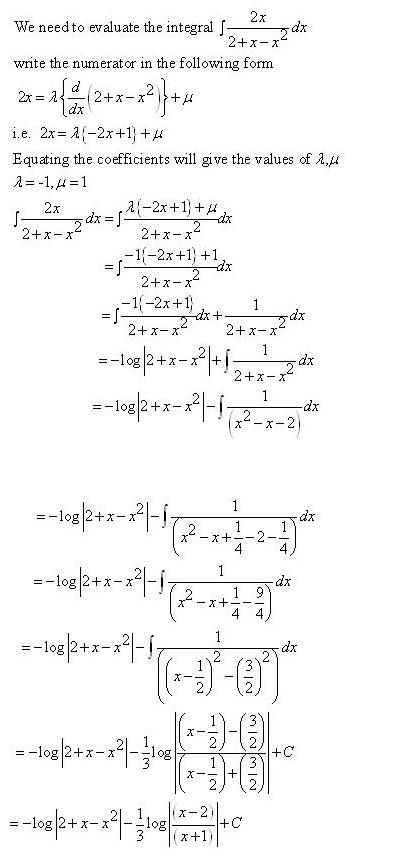 We need to evaluate the integral ∫ 2x/(2+x−x²) dx
write the numerator in the following form
2x = λ{d/dx(2+x−x²)}+μ
i.e. 2x = λ(−2x+1)+μ
Equating the coefficients will give the values of λ,μ
λ = -1, μ = 1
∫ 2x/(2+x−x²) dx = ∫ (λ(−2x+1)+μ)/(2+x−x²) dx
= ∫ (−1(−2x+1)+1)/(2+x−x²) dx
= ∫ (−1(−2x+1))/(2+x−x²) dx + 1/(2+x−x²) dx
= −log|2+x−x²| + ∫ 1/(2+x−x²) dx
= −log|2+x−x²| − ∫ 1/(x²−x−2) dx
= −log|2+x−x²| − ∫ 1/(x²−x+1/4−2−1/4) dx
= −log|2+x−x²| − ∫ 1/(x²−x+1/4−9/4) dx
= −log|2+x−x²| − ∫ 1/((x−1/2)²−(3/2)²) dx
= −log|2+x−x²| − 1/3 log|((x−1/2)−(3/2))/((x−1/2)+(3/2))| + C
= −log|2+x−x²| − 1/3 log|(x−2)/(x+1)| + C